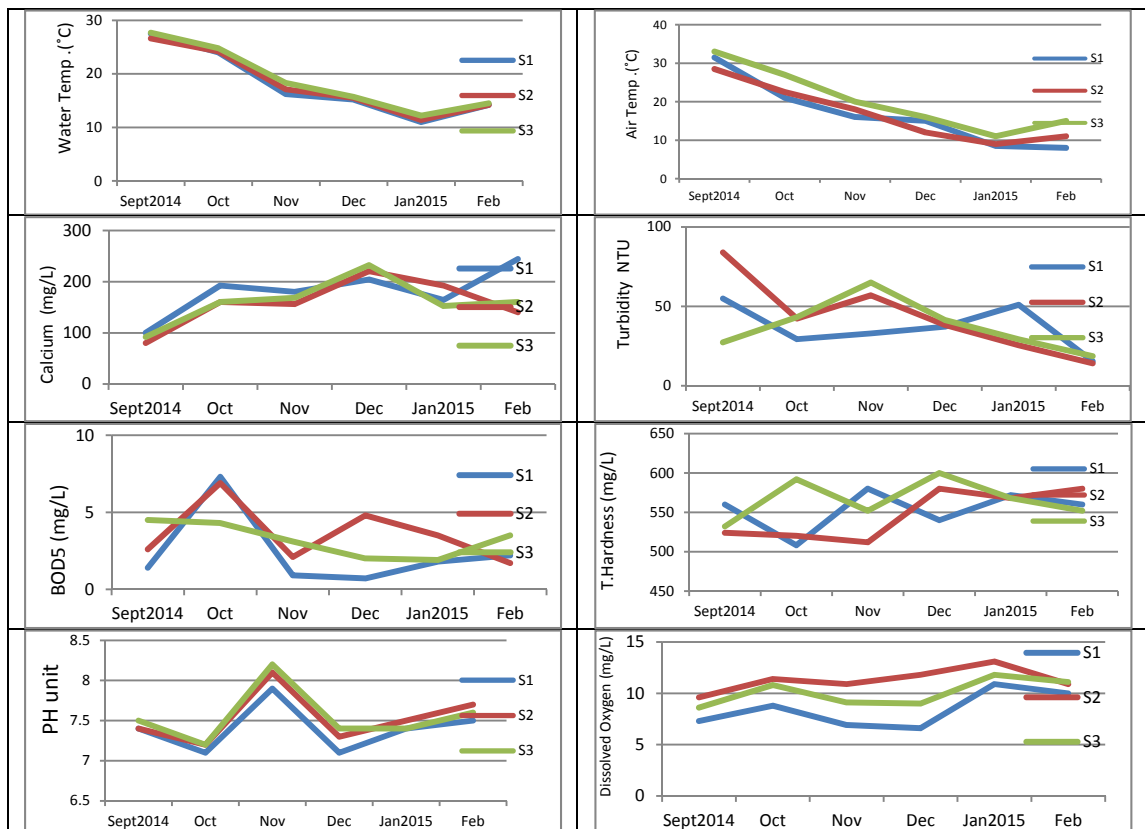 Water Temp .(˚C)
30
20
10
0
Sept2014 Oct Nov Dec Jan2015 Feb
S1
S2
S3
Air Temp .(˚C)
40
30
20
10
0
Sept2014 Oct Nov Dec Jan2015 Feb
S1
S2
S3
Calcium (mg/L)
300
200
100
0
Sept2014 Oct Nov Dec Jan2015 Feb
S1
S2
S3
Turbidity NTU
100
50
0
Sept2014 Oct Nov Dec Jan2015 Feb
S1
S2
S3
BOD5 (mg/L)
10
5
0
Sept2014 Oct Nov Dec Jan2015 Feb
S1
S2
S3
T.Hardness (mg/L)
650
600
550
500
450
Sept2014 Oct Nov Dec Jan2015 Feb
S1
S2
S3
PH unit
8.5
8
7.5
7
6.5
Sept2014 Oct Nov Dec Jan2015 Feb
S1
S2
S3
Dissolved Oxygen (mg/L)
15
10
5
0
Sept2014 Oct Nov Dec Jan2015 Feb
S1
S2
S3